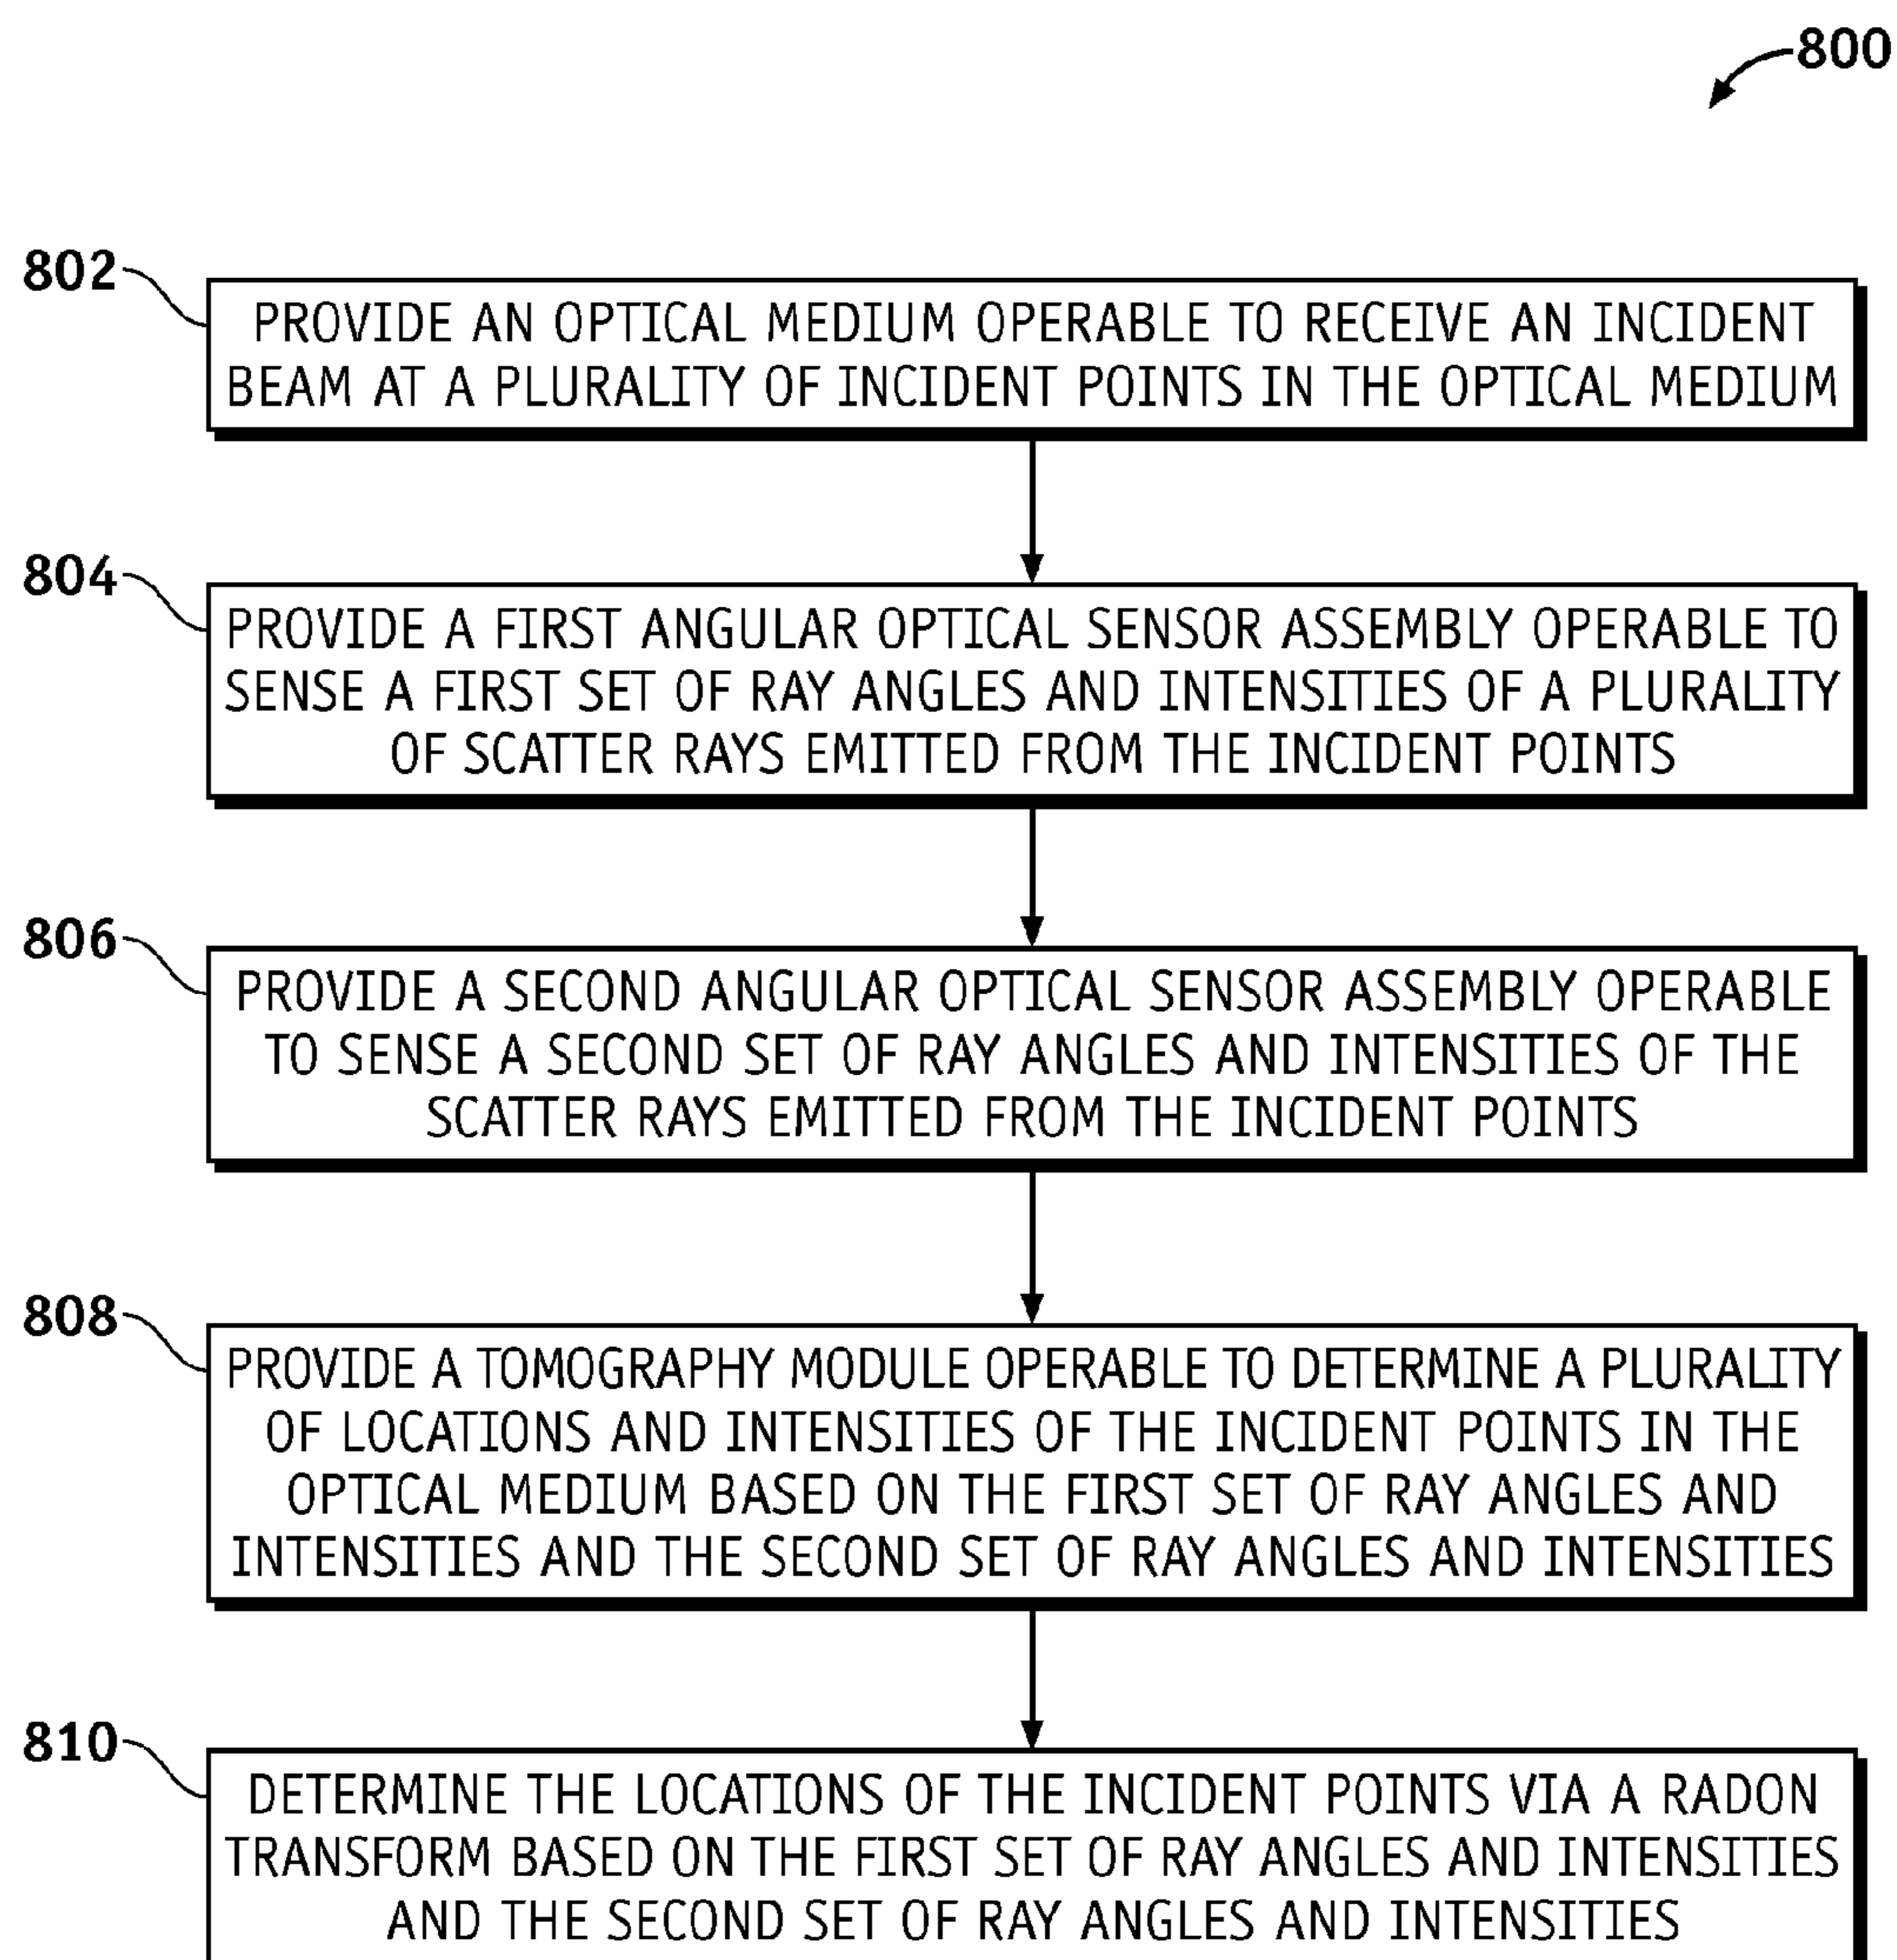 800
802
PROVIDE AN OPTICAL MEDIUM OPERABLE TO RECEIVE AN INCIDENT
BEAM AT A PLURALITY OF INCIDENT POINTS IN THE OPTICAL MEDIUM
804
PROVIDE A FIRST ANGULAR OPTICAL SENSOR ASSEMBLY OPERABLE TO
SENSE A FIRST SET OF RAY ANGLES AND INTENSITIES OF A PLURALITY
OF SCATTER RAYS EMITTED FROM THE INCIDENT POINTS
806
PROVIDE A SECOND ANGULAR OPTICAL SENSOR ASSEMBLY OPERABLE
TO SENSE A SECOND SET OF RAY ANGLES AND INTENSITIES OF THE
SCATTER RAYS EMITTED FROM THE INCIDENT POINTS
808
PROVIDE A TOMOGRAPHY MODULE OPERABLE TO DETERMINE A PLURALITY
OF LOCATIONS AND INTENSITIES OF THE INCIDENT POINTS IN THE
OPTICAL MEDIUM BASED ON THE FIRST SET OF RAY ANGLES AND
INTENSITIES AND THE SECOND SET OF RAY ANGLES AND INTENSITIES
810
DETERMINE THE LOCATIONS OF THE INCIDENT POINTS VIA A RADON
TRANSFORM BASED ON THE FIRST SET OF RAY ANGLES AND INTENSITIES
AND THE SECOND SET OF RAY ANGLES AND INTENSITIES